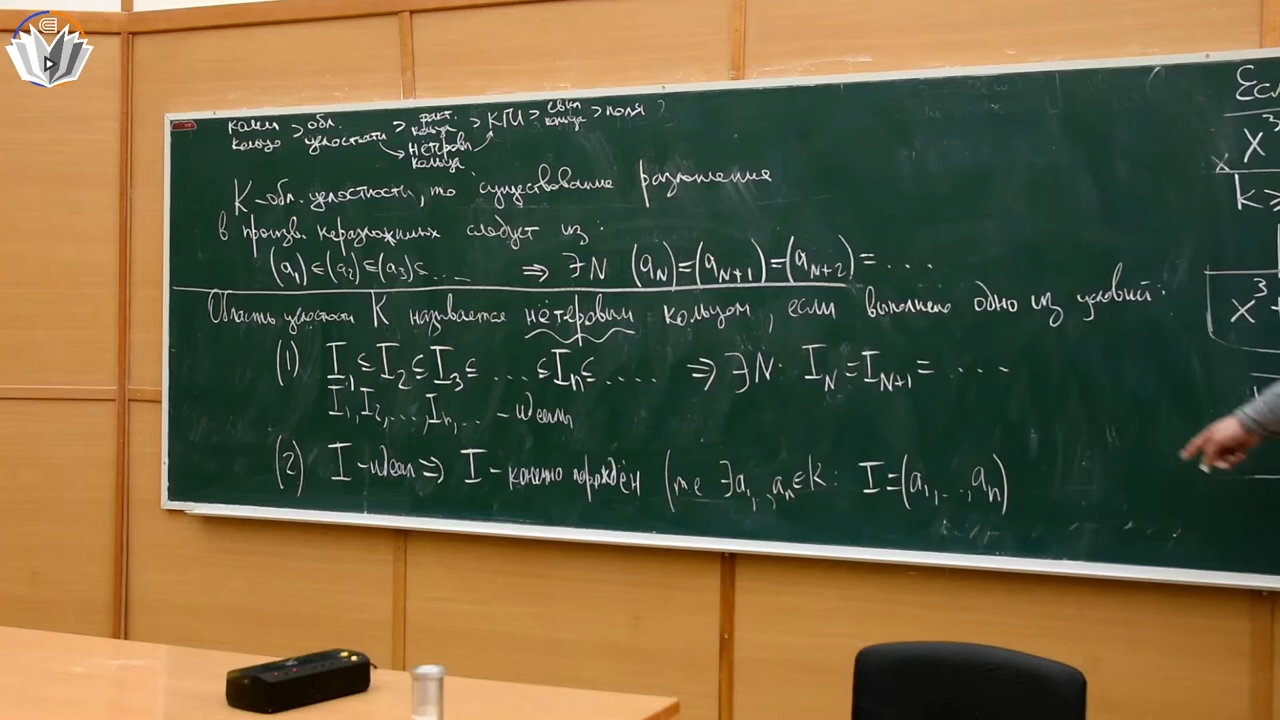 комм. кольцо > обл. целостности > факт. кольца > КГИ > евкл. кольца > поля ?
нётеровы кольца
K – обл. целостности, то существование разложения
в произв. неразложимых следует из:
(a₁) ⊆ (a₂) ⊆ (a₃) ⊆ .... ⇒ ∃ N (a_N) = (a_{N+1}) = (a_{N+2}) = ....
Область целостности K называется нётеровым кольцом, если выполнено одно из условий:
(1) I₁ ⊆ I₂ ⊆ I₃ ⊆ .... ⊆ Iₙ ⊆ .... ⇒ ∃ N: I_N = I_{N+1} = ....
I₁, I₂, ..., Iₙ, .. – идеалы
(2) I – идеал ⇒ I – конечно порождён (т.е ∃ a₁, .., aₙ ∈ K: I = (a₁, ..., aₙ)
Есл
x
x³
k ≥
x³ +